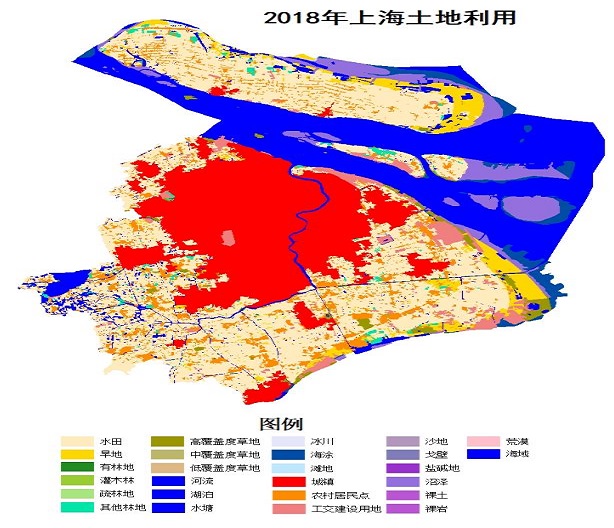 2018年上海土地利用
图例
水田 高覆盖度草地 冰川 沙地 荒漠
旱地 中覆盖度草地 海涂 戈壁 海域
有林地 低覆盖度草地 滩地 盐碱地
灌木林 河流 城镇 沼泽
疏林地 湖泊 农村居民点 裸土
其他林地 水塘 工交建设用地 裸岩